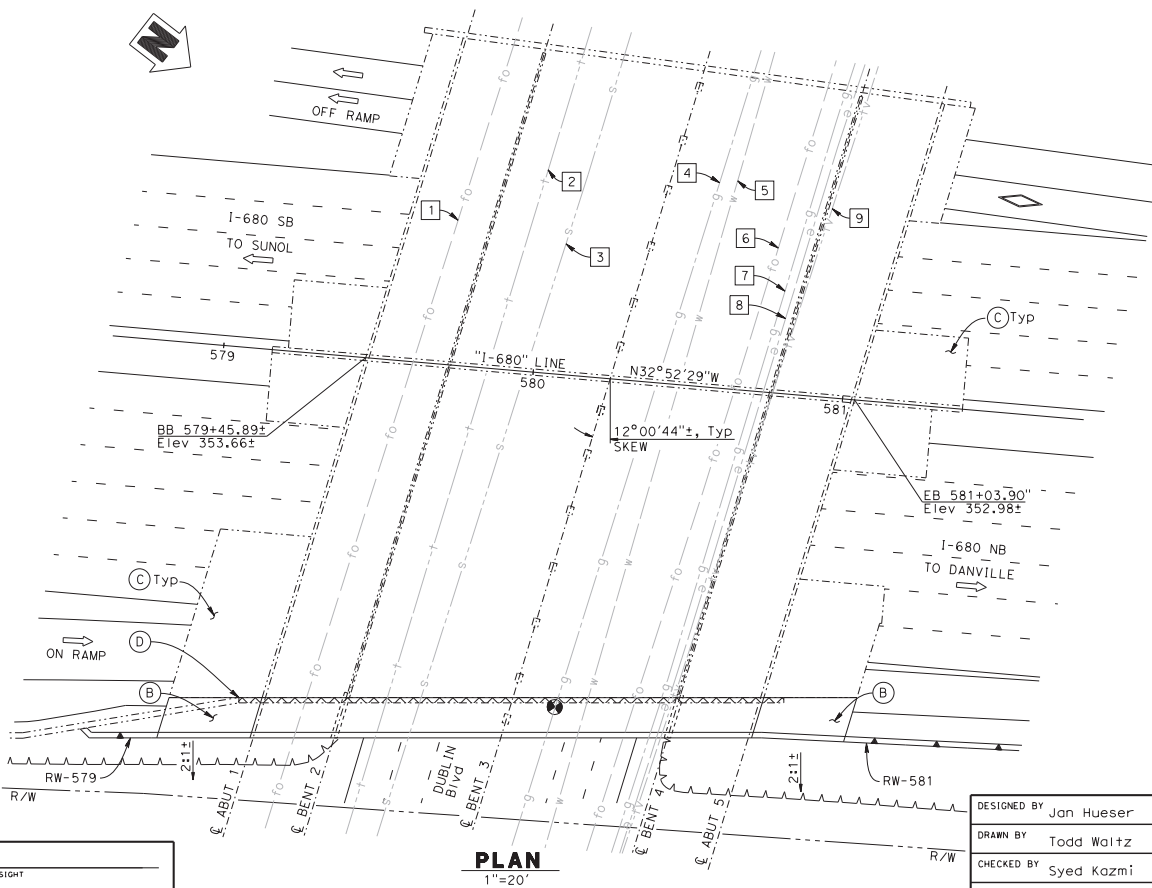 N
OFF RAMP
I-680 SB
TO SUNOL
579
"I-680" LINE
580
N32°52'29"W
581
BB 579+45.89±
Elev 353.66±
12°00'44"±, Typ
SKEW
EB 581+03.90"
Elev 352.98±
1
2
3
4
5
6
7
8
9
fo
t
s
g
w
fo
g
e
tv
C Typ
C Typ
I-680 NB
TO DANVILLE
ON RAMP
D
B
B
RW-579
2:1±
R/W
℄ ABUT 1
℄ BENT 2
DUBLIN
Blvd
℄ BENT 3
℄ BENT 4
℄ ABUT 5
2:1±
RW-581
R/W
PLAN
1"=20'
SIGHT
DESIGNED BY Jan Hueser
DRAWN BY Todd Waltz
CHECKED BY Syed Kazmi